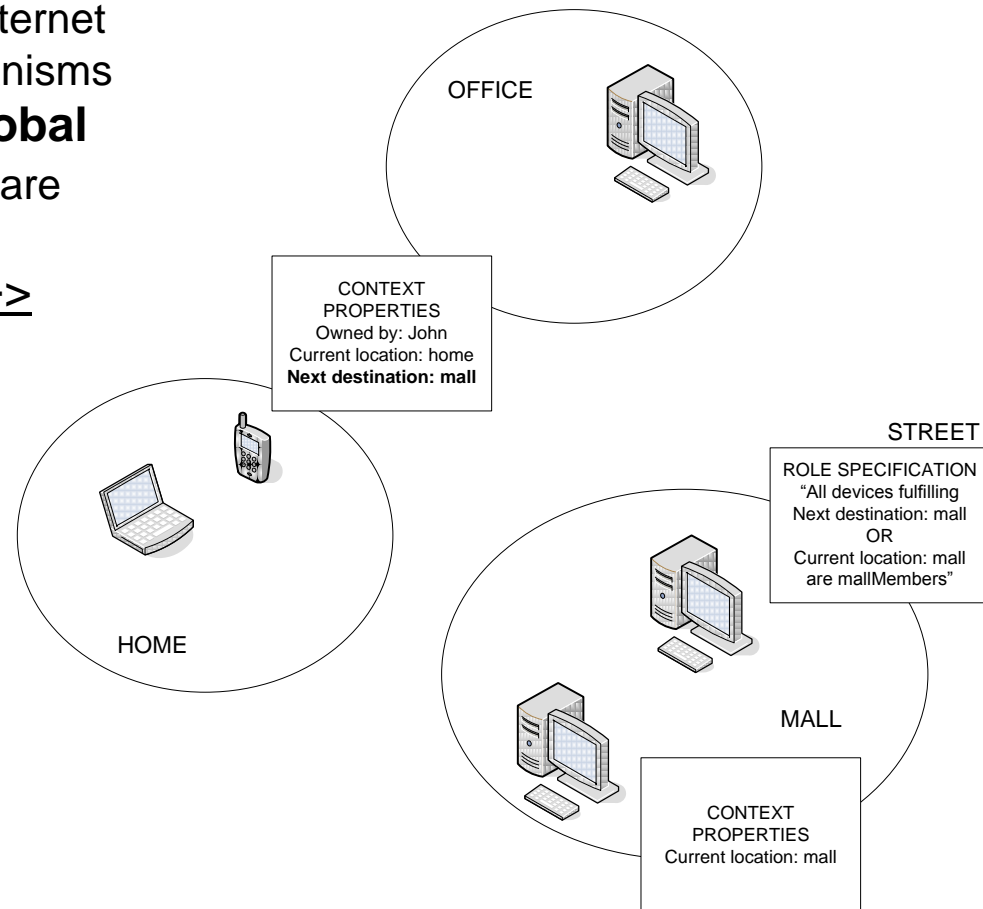 ternet
nisms
obal
are
->
OFFICE
CONTEXT
PROPERTIES
Owned by: John
Current location: home
Next destination: mall
HOME
STREET
ROLE SPECIFICATION
“All devices fulfilling
Next destination: mall
OR
Current location: mall
are mallMembers”
MALL
CONTEXT
PROPERTIES
Current location: mall